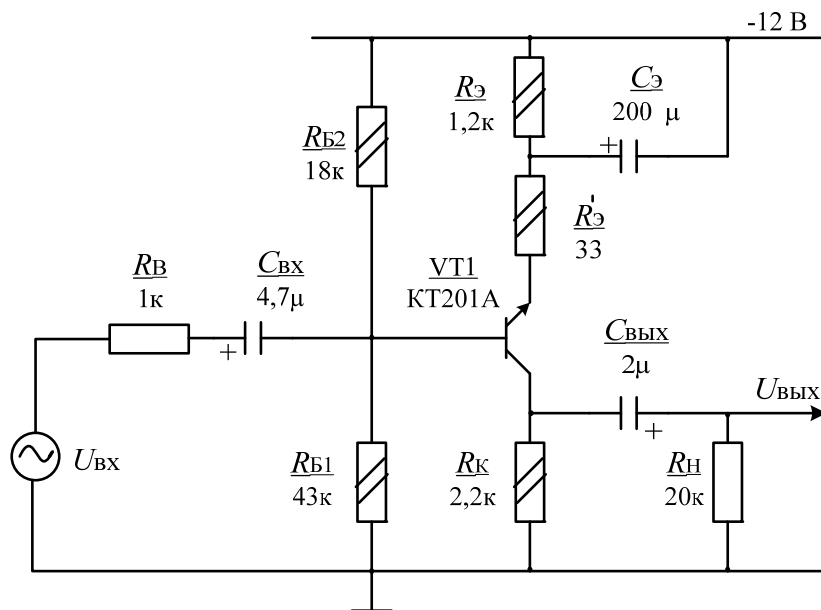 -12 В
RЭ
1,2к
CЭ
200 μ
+
RБ2
18к
R'Э
33
RВ
1к
CВХ
4,7μ
+
VT1
КТ201А
CВЫХ
2μ
+
UВЫХ
UВХ
RБ1
43к
RК
2,2к
RН
20к